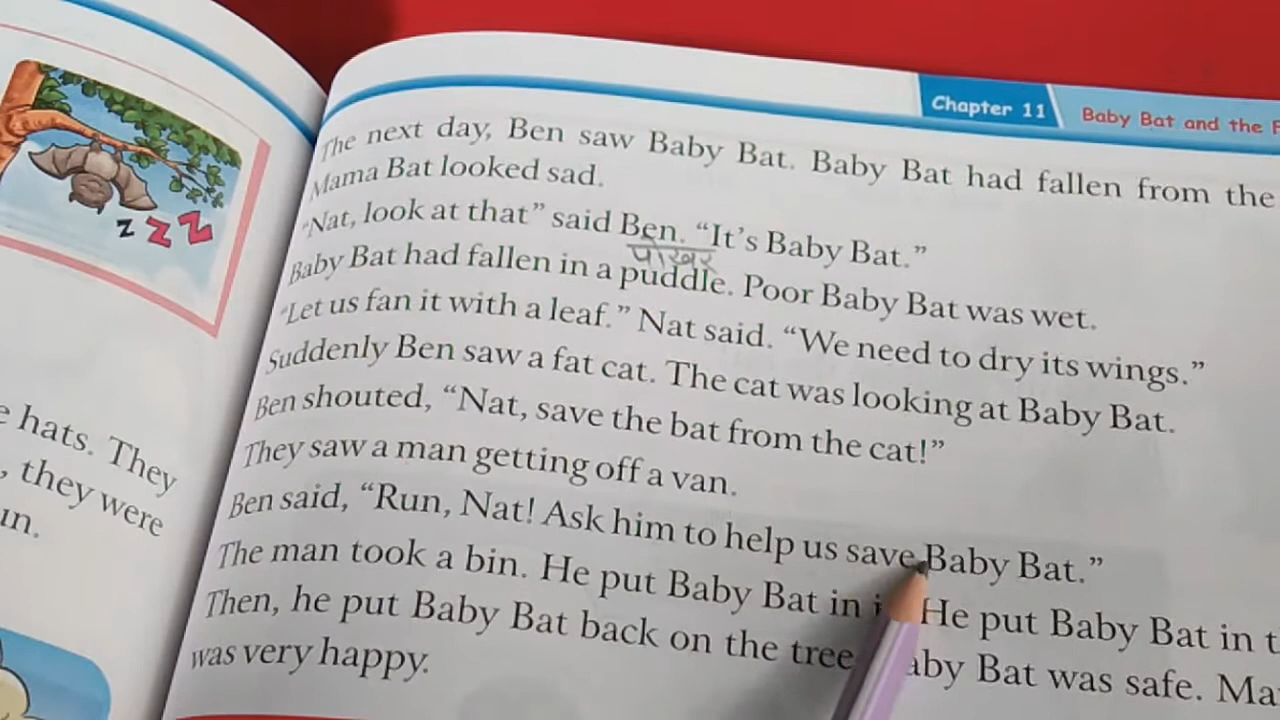 Chapter 11
Baby Bat and the
The next day, Ben saw Baby Bat. Baby Bat had fallen from the
Mama Bat looked sad.
"Nat, look at that" said Ben. "It's Baby Bat."
पोखर
Baby Bat had fallen in a puddle. Poor Baby Bat was wet.
"Let us fan it with a leaf." Nat said. "We need to dry its wings."
Suddenly Ben saw a fat cat. The cat was looking at Baby Bat.
Ben shouted, "Nat, save the bat from the cat!"
They saw a man getting off a van.
Ben said, "Run, Nat! Ask him to help us save Baby Bat."
The man took a bin. He put Baby Bat in He put Baby Bat in
Then, he put Baby Bat back on the tree Bat was safe.
was very happy.
z z z
hats. They
, they were